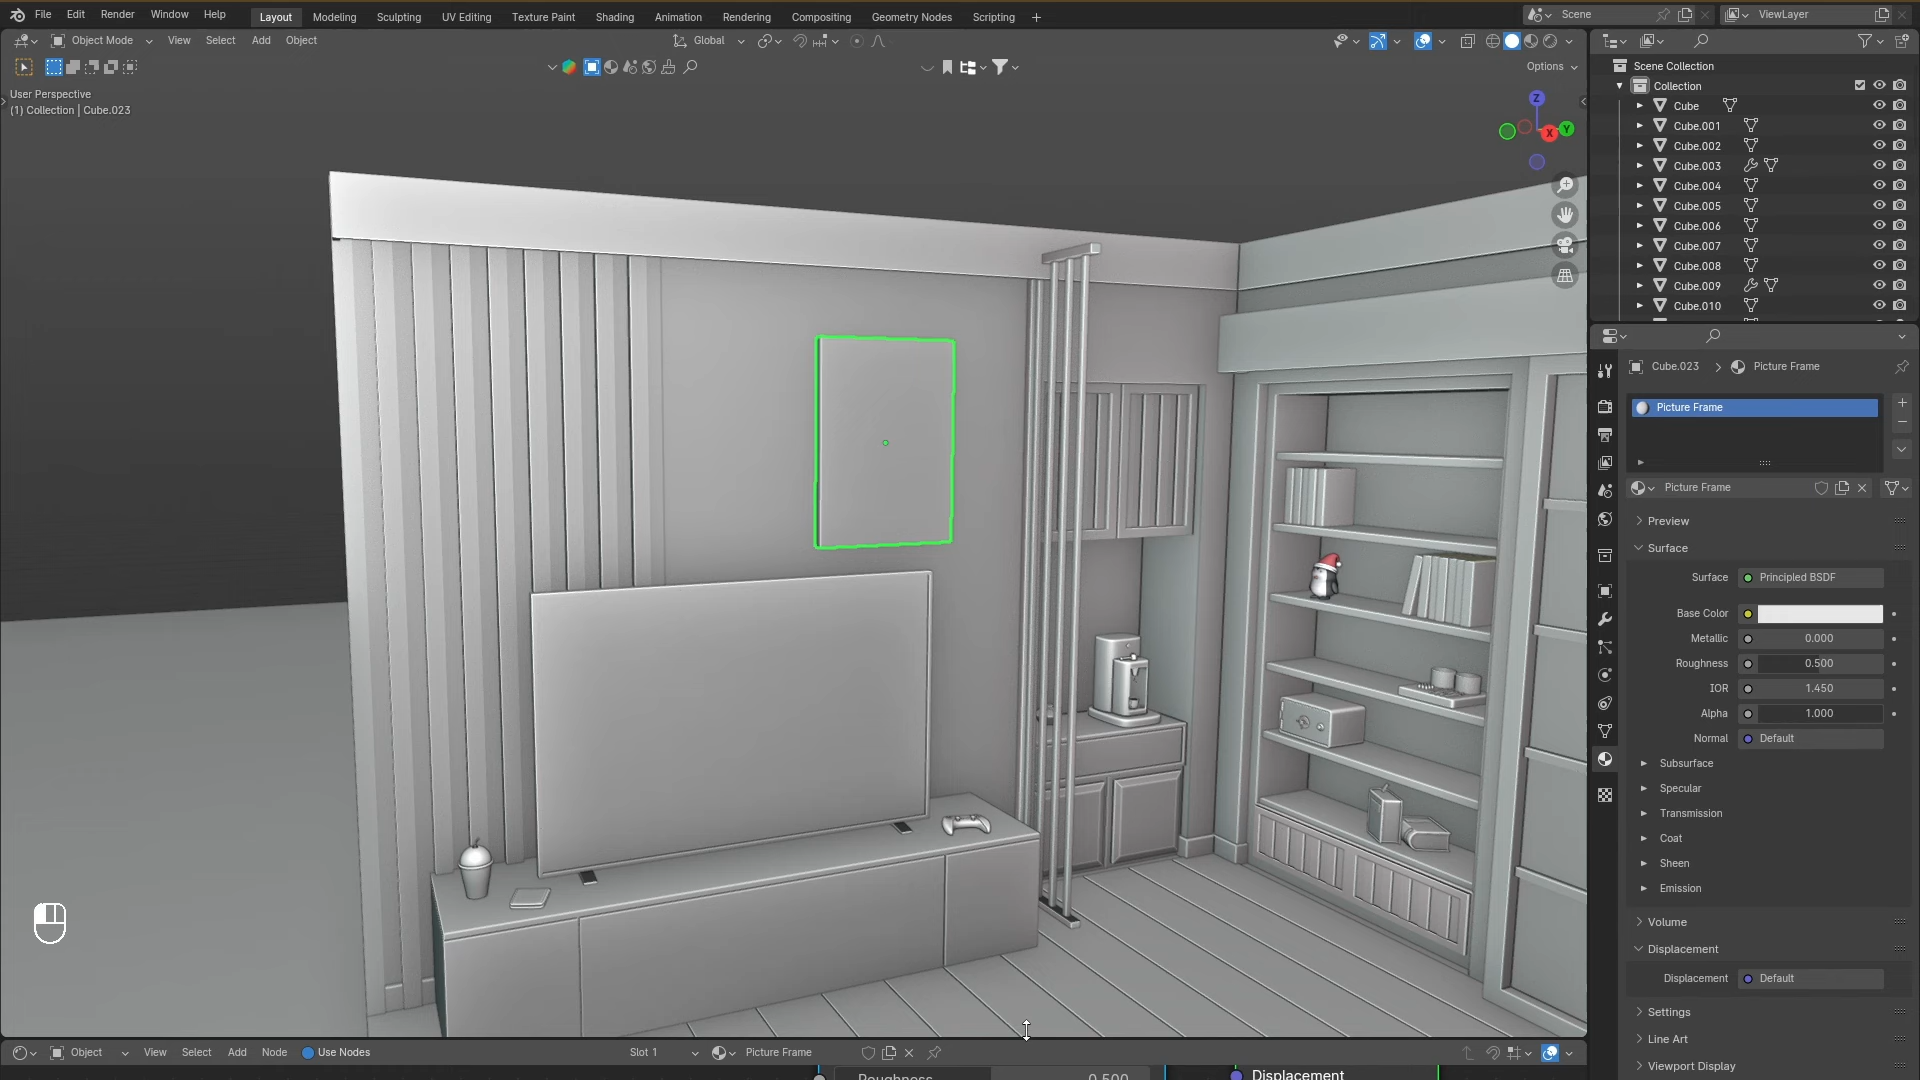 File Edit Render Window Help Layout Modeling Sculpting UV Editing Texture Paint Shading Animation Rendering Compositing Geometry Nodes Scripting + Scene ViewLayer
Object Mode View Select Add Object Global
Options
User Perspective
(1) Collection | Cube.023
Z
X
Y
Scene Collection
Collection
Cube
Cube.001
Cube.002
Cube.003
Cube.004
Cube.005
Cube.006
Cube.007
Cube.008
Cube.009
Cube.010
Cube.023 Picture Frame
Picture Frame
Picture Frame
Preview
Surface
Surface Principled BSDF
Base Color
Metallic 0.000
Roughness 0.500
IOR 1.450
Alpha 1.000
Normal Default
Subsurface
Specular
Transmission
Coat
Sheen
Emission
Volume
Displacement
Displacement Default
Settings
Line Art
Viewport Display
Object View Select Add Node Use Nodes Slot 1 Picture Frame
Roughness 0.500 Displacement